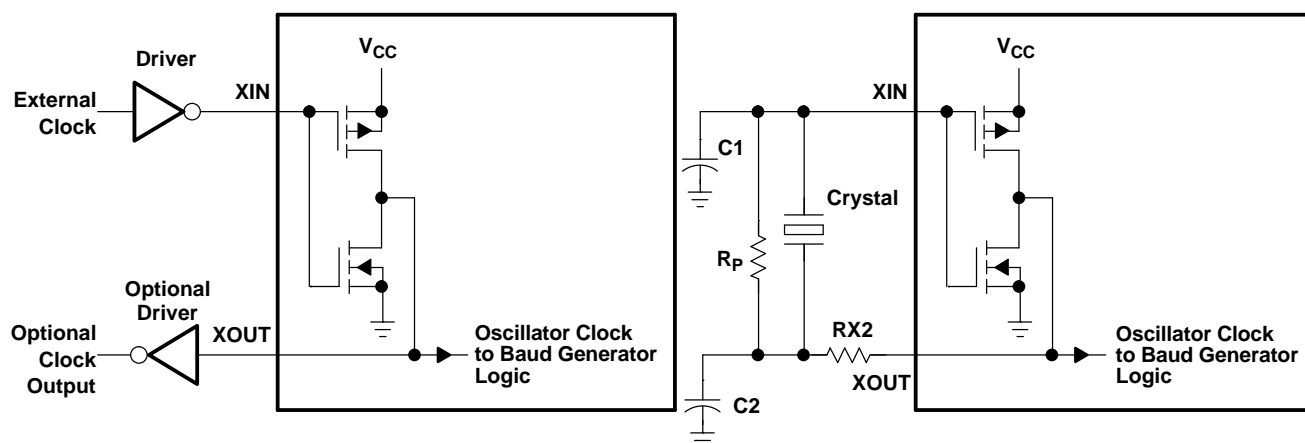 Driver
External
Clock
XIN
VCC
Optional
Driver
Optional
Clock
Output
XOUT
Oscillator Clock
to Baud Generator
Logic
VCC
XIN
C1
Crystal
RP
RX2
XOUT
C2
Oscillator Clock
to Baud Generator
Logic